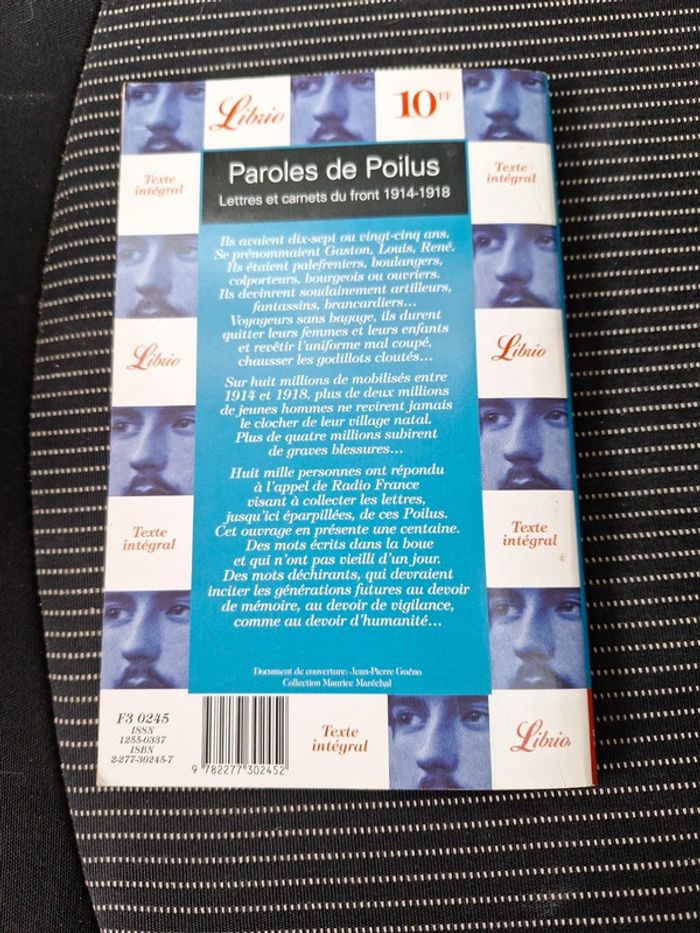 Librio
10FF
Texte
intégral
Texte
intégral
Paroles de Poilus
Lettres et carnets du front 1914-1918
Ils avaient dix-sept ou vingt-cinq ans.
Se prénommaient Gaston, Louis, René.
Ils étaient palefreniers, boulangers,
colporteurs, bourgeois ou ouvriers.
Ils devinrent soudainement artilleurs,
fantassins, brancardiers...
Voyageurs sans bagage, ils durent
quitter leurs femmes et leurs enfants
et revêtir l'uniforme mal coupé,
chausser les godillots cloutés...
Librio
Librio
Sur huit millions de mobilisés entre
1914 et 1918, plus de deux millions
de jeunes hommes ne revirent jamais
le clocher de leur village natal.
Plus de quatre millions subirent
de graves blessures...
Huit mille personnes ont répondu
à l'appel de Radio France
visant à collecter les lettres,
jusqu'ici éparpillées, de ces Poilus.
Cet ouvrage en présente une centaine.
Des mots écrits dans la boue
et qui n'ont pas vieilli d'un jour.
Des mots déchirants, qui devraient
inciter les générations futures au devoir
de mémoire, au devoir de vigilance,
comme au devoir d'humanité...
Texte
intégral
Texte
intégral
Document de couverture: Jean-Pierre Guéno
Collection Maurice Maréchal
F3 0245
ISSN
1255-0337
ISBN
2-277-30245-7
9 782277 302452
Texte
intégral
Librio